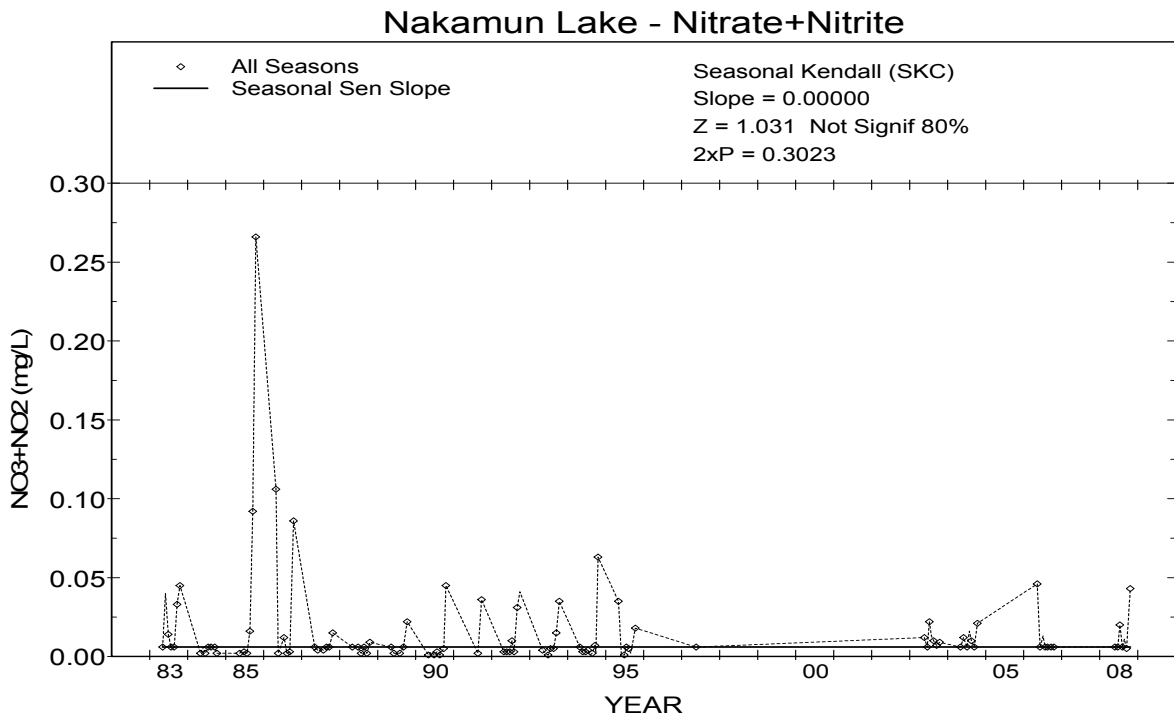 Nakamun Lake - Nitrate+Nitrite
All Seasons
Seasonal Sen Slope
Seasonal Kendall (SKC)
Slope = 0.00000
Z = 1.031  Not Signif 80%
2xP = 0.3023
0.30
0.25
0.20
0.15
0.10
0.05
0.00
NO3+NO2 (mg/L)
83 85 90 95 00 05 08
YEAR